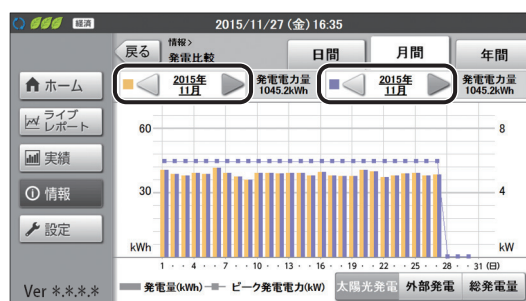 経済
2015/11/27 (金) 16:35
戻る
情報>
発電比較
日間
月間
年間
2015年
11月
発電電力量
1045.2kWh
2015年
11月
発電電力量
1045.2kWh
ホーム
ライブ
レポート
実績
情報
設定
Ver *.*.*.*
60
30
kWh
8
4
kW
1 · · 4 · · 7 · · 10 · · 13 · · 16 · · 19 · · 22 · · 25 · · 28 · · 31 (日)
発電量(kWh)
ピーク発電電力(kW)
太陽光発電
外部発電
総発電量